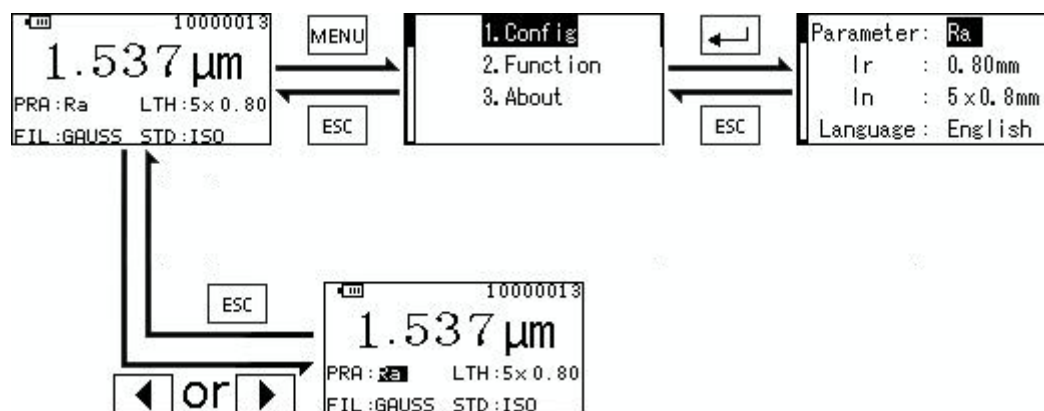 10000013
1.537 µm
PRA:Ra LTH:5×0.80
FIL:GAUSS STD:ISO
MENU
ESC
1.Config
2.Function
3.About
ESC
Parameter: Ra
lr : 0.80mm
ln : 5×0.8mm
Language: English
ESC
or
10000013
1.537 µm
PRA:Ra LTH:5×0.80
FIL:GAUSS STD:ISO